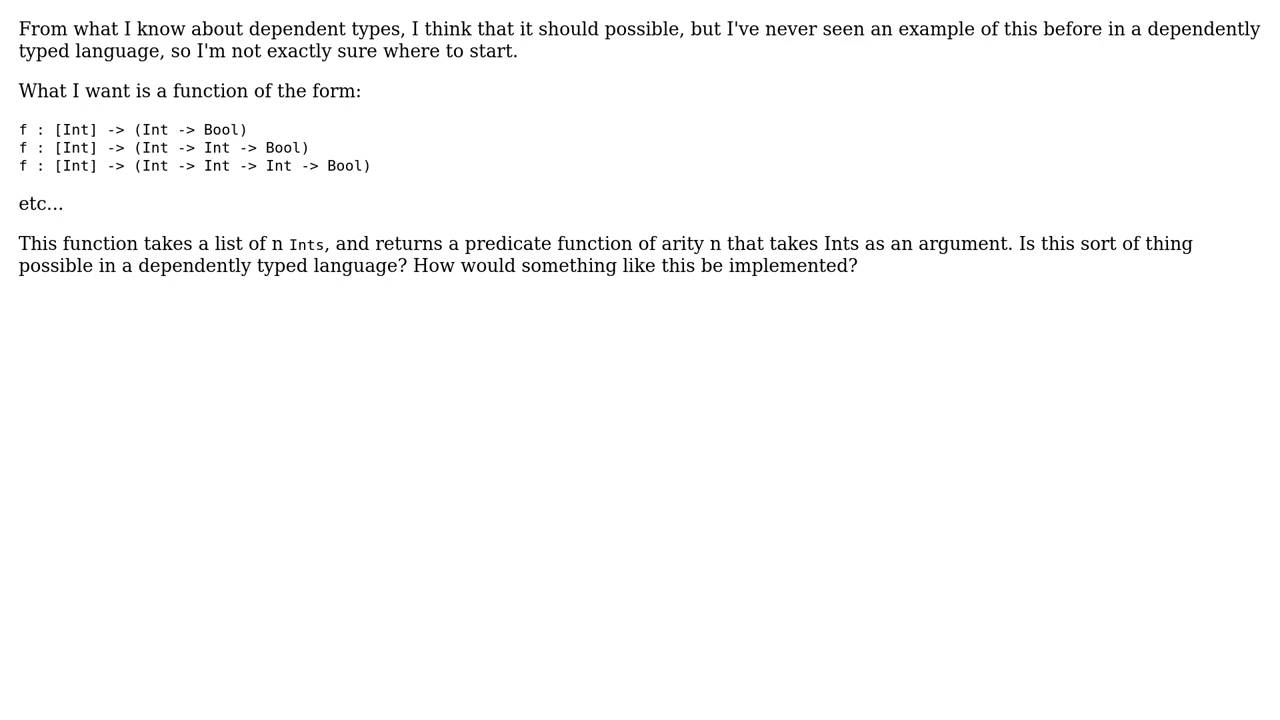 From what I know about dependent types, I think that it should possible, but I've never seen an example of this before in a dependently
typed language, so I'm not exactly sure where to start.
What I want is a function of the form:
f : [Int] -> (Int -> Bool)
f : [Int] -> (Int -> Int -> Bool)
f : [Int] -> (Int -> Int -> Int -> Bool)
etc...
This function takes a list of n Ints, and returns a predicate function of arity n that takes Ints as an argument. Is this sort of thing
possible in a dependently typed language? How would something like this be implemented?